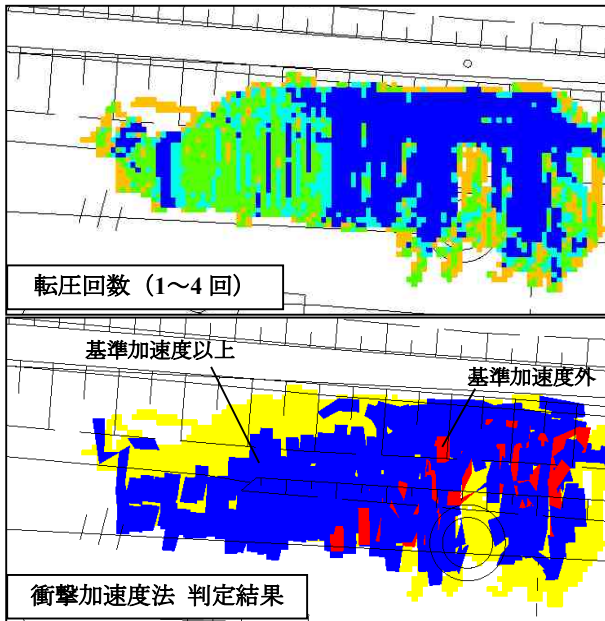 転圧回数（1～4 回）
基準加速度以上
基準加速度外
衝撃加速度法 判定結果